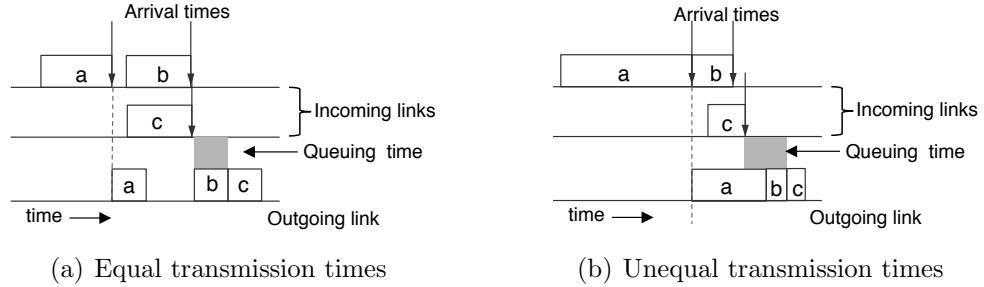 Arrival times
a
b
c
Incoming links
Queuing time
a
b
c
time
Outgoing link
(a) Equal transmission times
Arrival times
a
b
c
Incoming links
Queuing time
a
b
c
time
Outgoing link
(b) Unequal transmission times